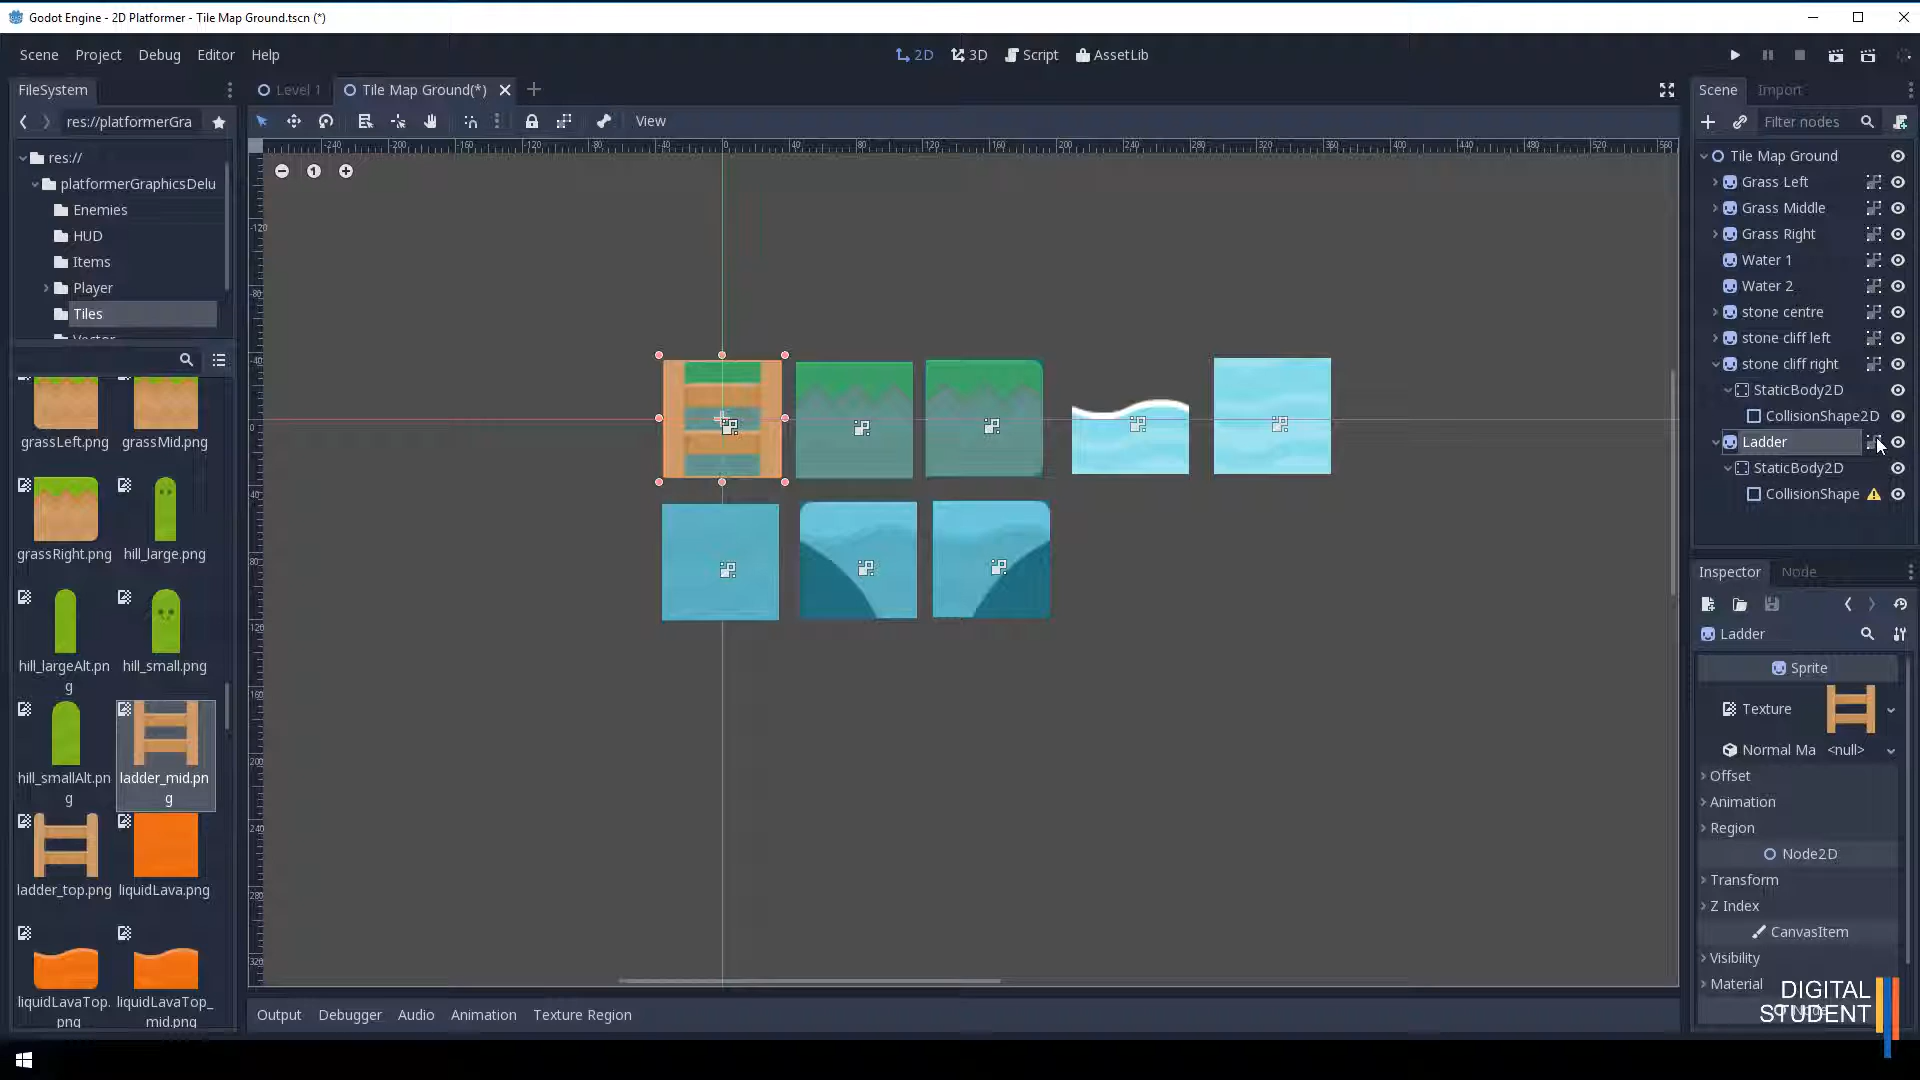 Godot Engine - 2D Platformer - Tile Map Ground.tscn (*)
Scene Project Debug Editor Help
2D 3D Script AssetLib
FileSystem
res://platformerGra
res://
platformerGraphicsDelu
Enemies
HUD
Items
Player
Tiles
grassLeft.png grassMid.png
grassRight.png hill_large.png
hill_largeAlt.pn
g
hill_small.png
hill_smallAlt.pn
g
ladder_mid.pn
g
ladder_top.png liquidLava.png
liquidLavaTop.
png
liquidLavaTop_
mid.png
Level 1 Tile Map Ground(*)
View
Output Debugger Audio Animation Texture Region
Scene Import
Filter nodes
Tile Map Ground
Grass Left
Grass Middle
Grass Right
Water 1
Water 2
stone centre
stone cliff left
stone cliff right
StaticBody2D
CollisionShape2D
Ladder
StaticBody2D
CollisionShape
Inspector Node
Ladder
Sprite
Texture
Normal Ma <null>
Offset
Animation
Region
Node2D
Transform
Z Index
CanvasItem
Visibility
Material
DIGITAL
STUDENT